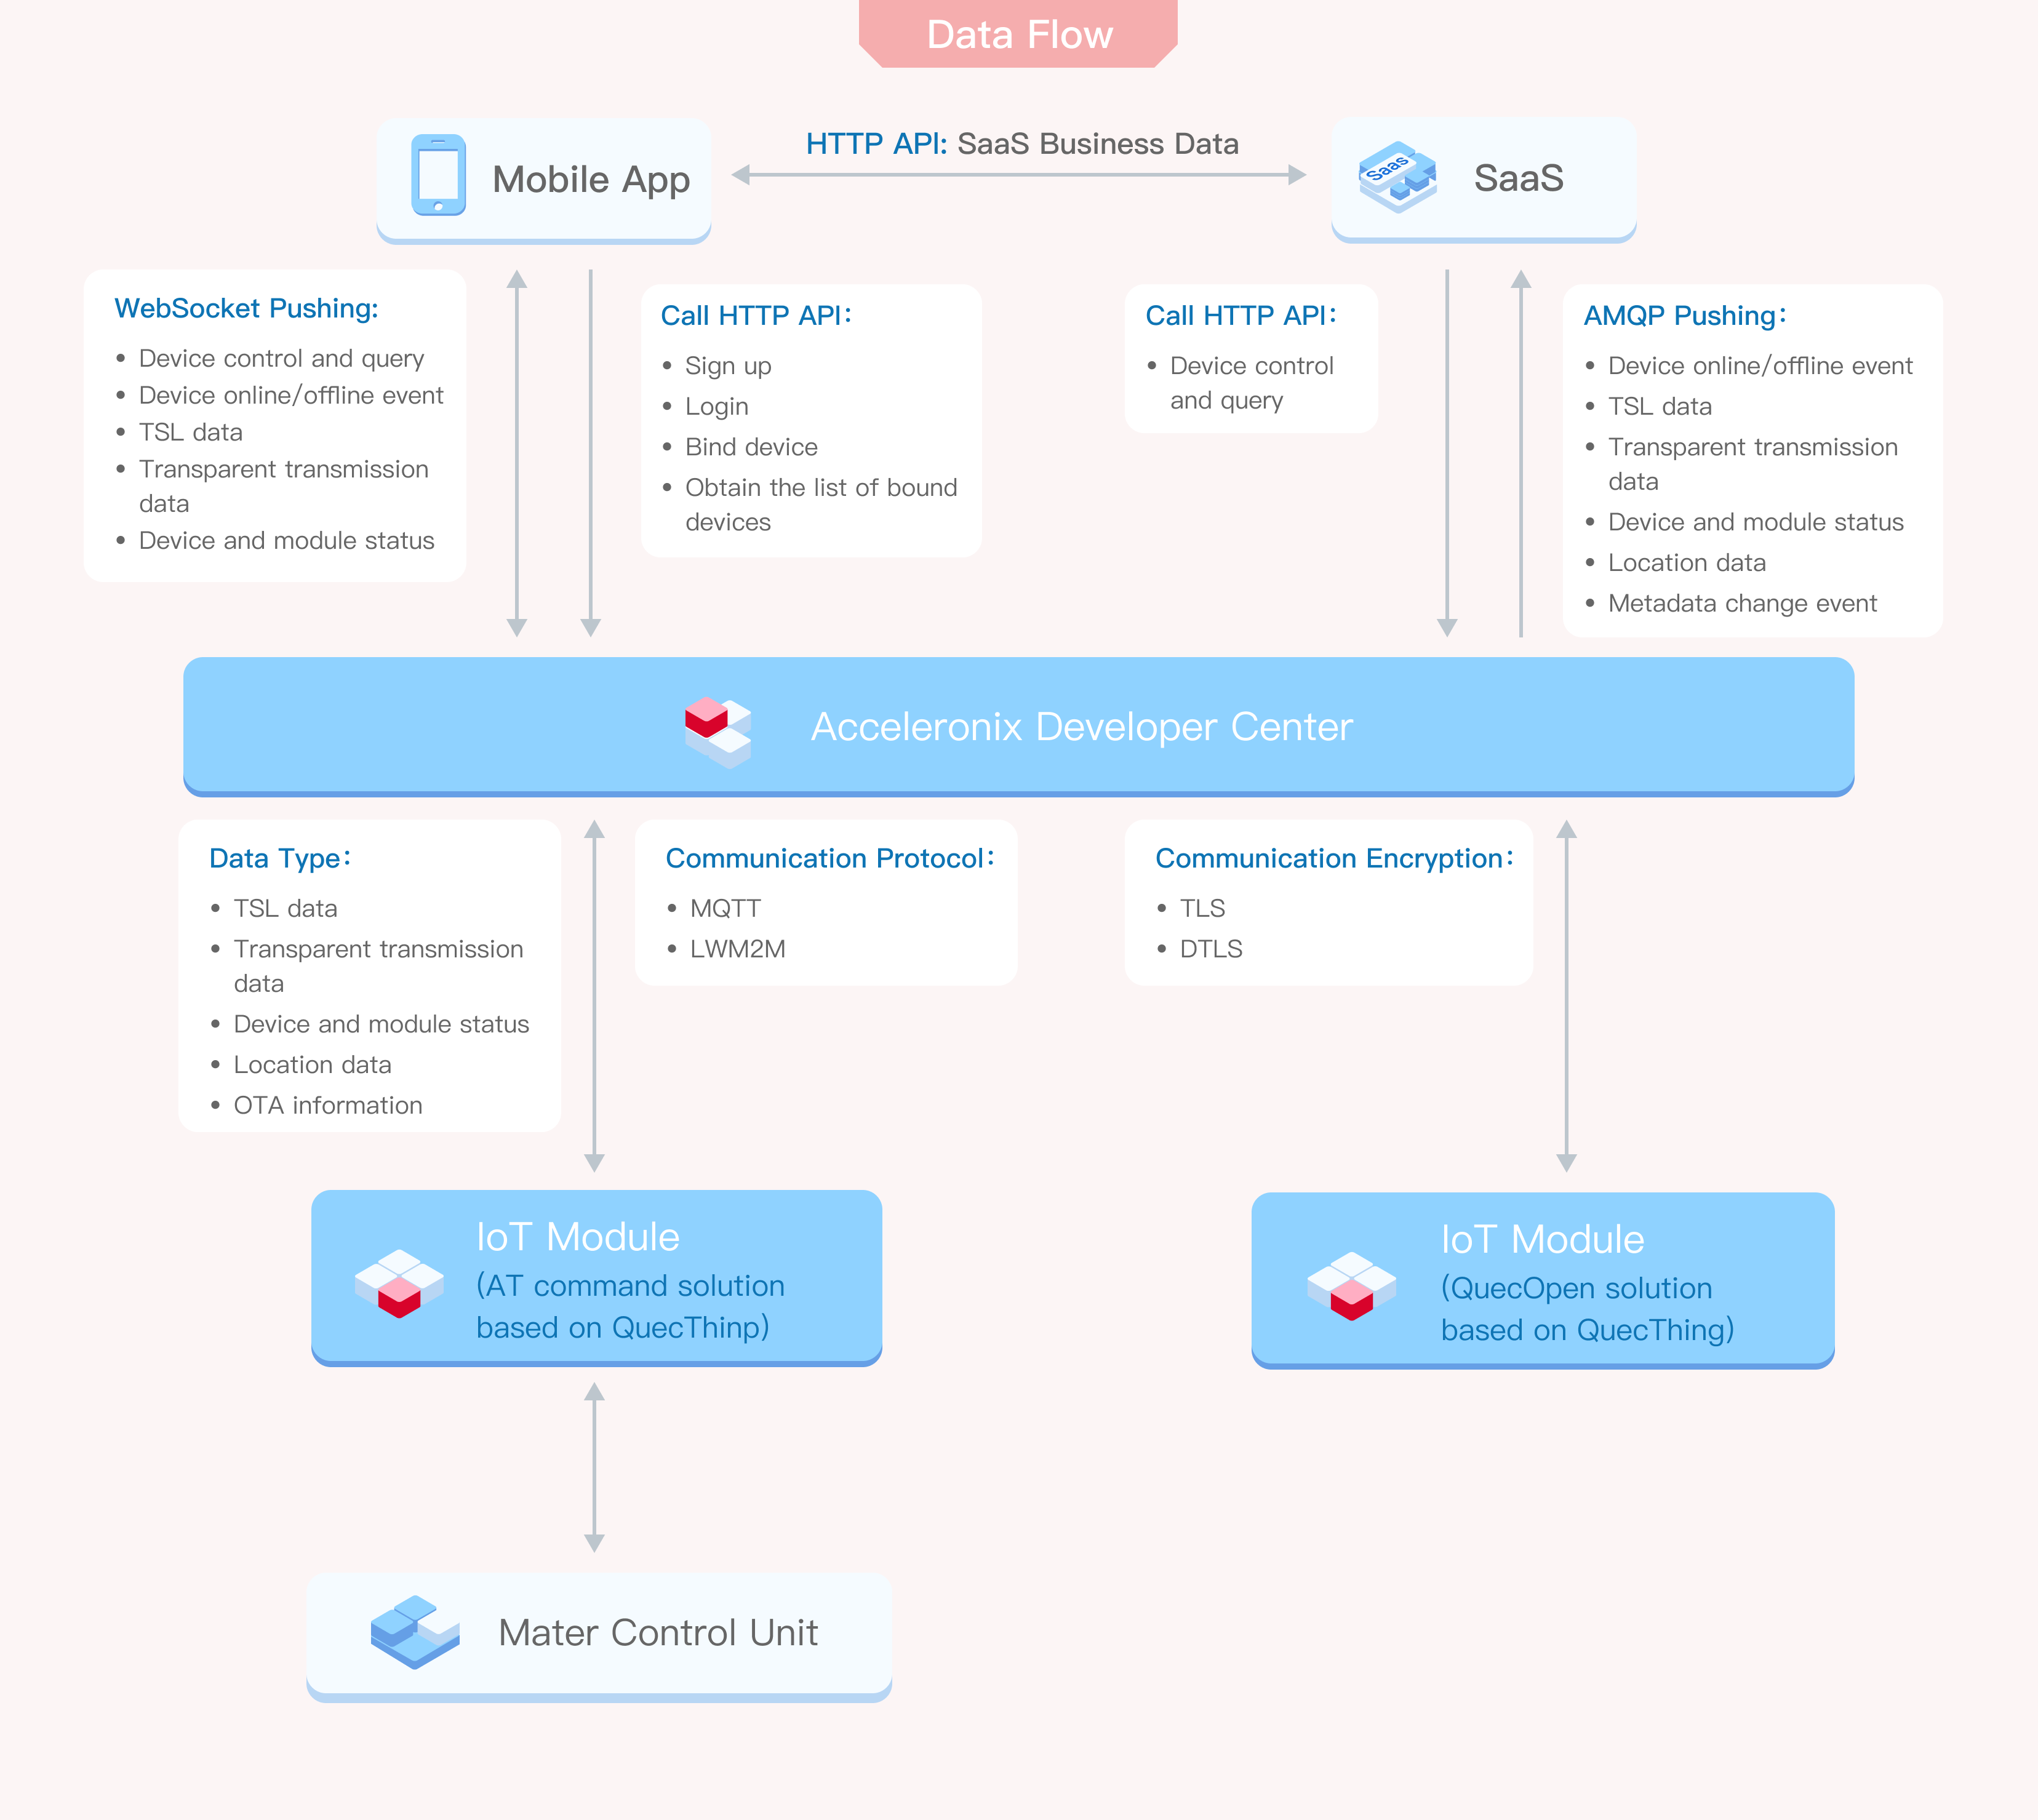 Data Flow
Mobile App
HTTP API: SaaS Business Data
SaaS
SaaS
WebSocket Pushing:
• Device control and query
• Device online/offline event
• TSL data
• Transparent transmission
data
• Device and module status
Call HTTP API:
• Sign up
• Login
• Bind device
• Obtain the list of bound
devices
Call HTTP API:
• Device control
and query
AMQP Pushing:
• Device online/offline event
• TSL data
• Transparent transmission
data
• Device and module status
• Location data
• Metadata change event
Acceleronix Developer Center
Data Type:
• TSL data
• Transparent transmission
data
• Device and module status
• Location data
• OTA information
Communication Protocol:
• MQTT
• LWM2M
Communication Encryption:
• TLS
• DTLS
IoT Module
(AT command solution
based on QuecThinp)
IoT Module
(QuecOpen solution
based on QuecThing)
Mater Control Unit